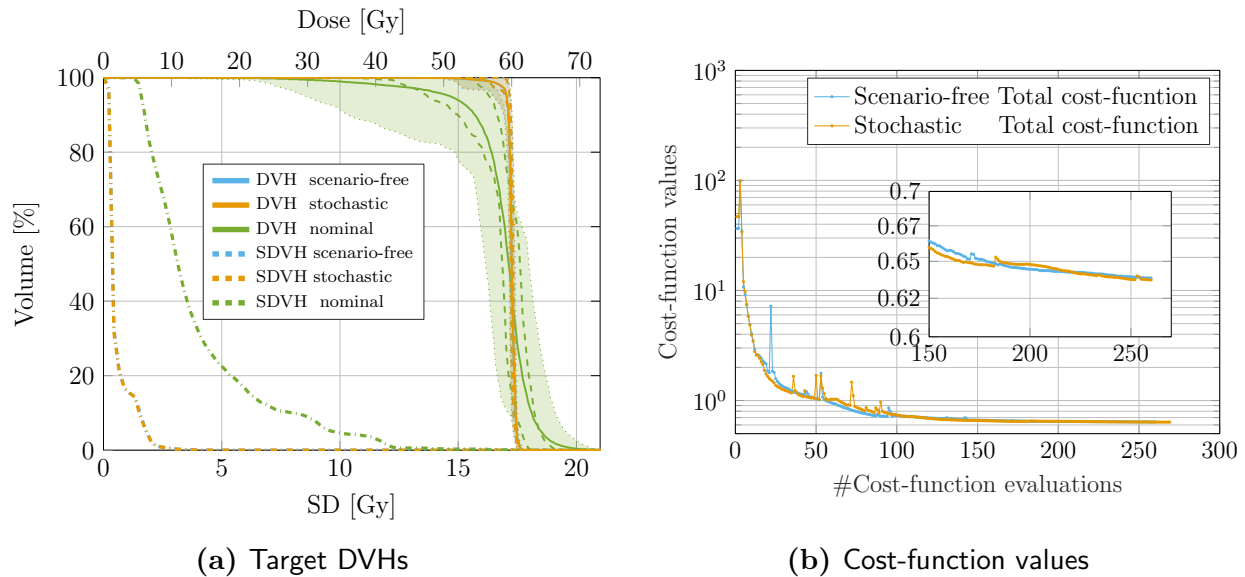 Dose [Gy]
0 10 20 30 40 50 60 70
100
80
60
40
20
0
Volume [%]
DVH scenario-free
DVH stochastic
DVH nominal
SDVH scenario-free
SDVH stochastic
SDVH nominal
0 5 10 15 20
SD [Gy]
(a) Target DVHs
10^3
10^2
10^1
10^0
Cost-function values
Scenario-free Total cost-fucntion
Stochastic Total cost-function
0.7
0.67
0.65
0.62
0.6
150 200 250
0 50 100 150 200 250 300
#Cost-function evaluations
(b) Cost-function values